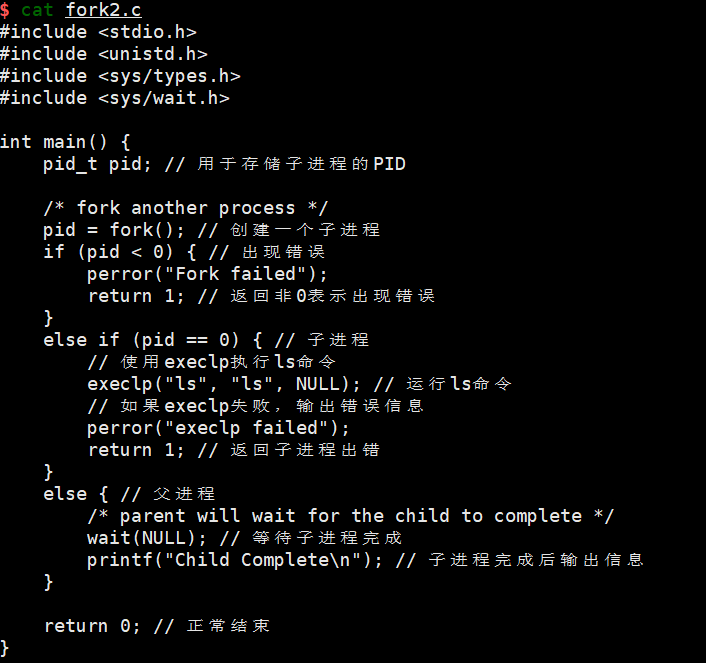 $ cat fork2.c
#include <stdio.h>
#include <unistd.h>
#include <sys/types.h>
#include <sys/wait.h>

int main() {
    pid_t pid; // 用于存储子进程的PID

    /* fork another process */
    pid = fork(); // 创建一个子进程
    if (pid < 0) { // 出现错误
        perror("Fork failed");
        return 1; // 返回非0表示出现错误
    }
    else if (pid == 0) { // 子进程
        // 使用execlp执行ls命令
        execlp("ls", "ls", NULL); // 运行ls命令
        // 如果execlp失败，输出错误信息
        perror("execlp failed");
        return 1; // 返回子进程出错
    }
    else { // 父进程
        /* parent will wait for the child to complete */
        wait(NULL); // 等待子进程完成
        printf("Child Complete\n"); // 子进程完成后输出信息
    }

    return 0; // 正常结束
}